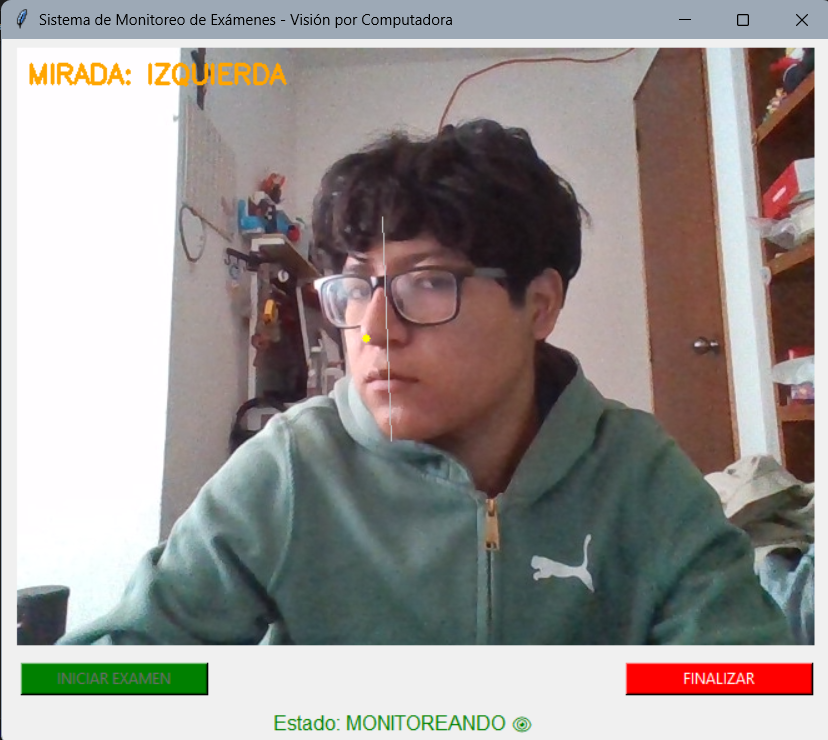 Sistema de Monitoreo de Exámenes - Visión por Computadora
MIRADA: IZQUIERDA
INICIAR EXAMEN
FINALIZAR
Estado: MONITOREANDO